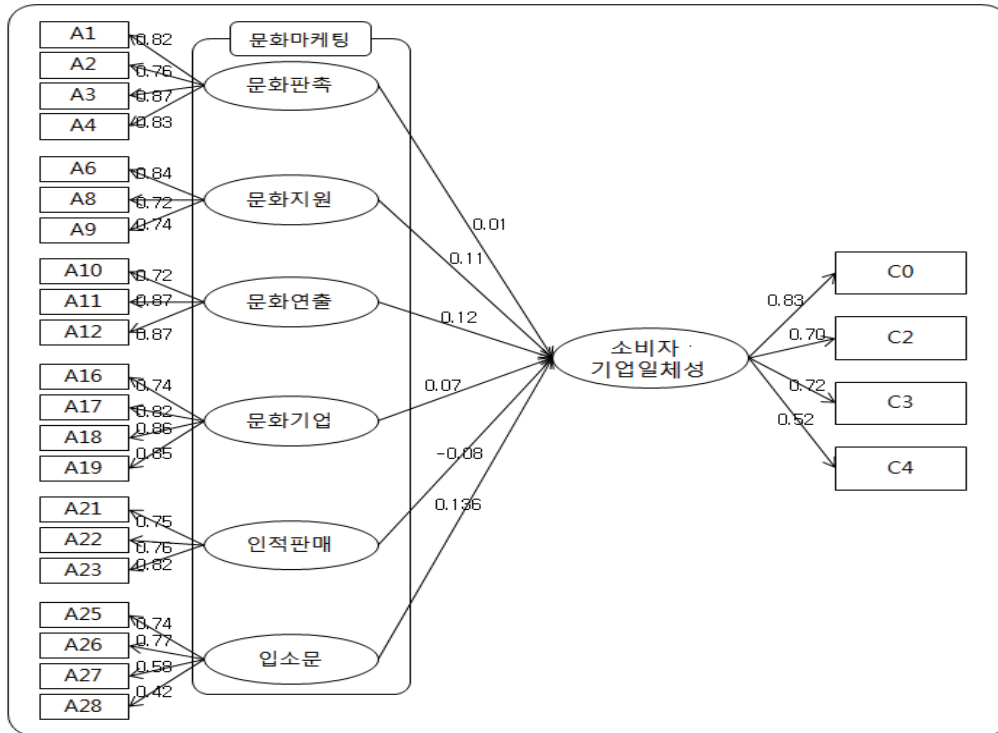 문화마케팅
A1
A2
A3
A4
0.82
0.76
0.87
0.83
문화판촉
A6
A8
A9
0.84
0.72
0.74
문화지원
A10
A11
A12
0.72
0.87
0.87
문화연출
A16
A17
A18
A19
0.74
0.82
0.86
0.85
문화기업
A21
A22
A23
0.75
0.76
0.82
인적판매
A25
A26
A27
A28
0.74
0.77
0.58
0.42
입소문
0.01
0.11
0.12
0.07
-0.08
0.136
소비자 ·
기업일체성
0.83
0.70
0.72
0.52
C0
C2
C3
C4